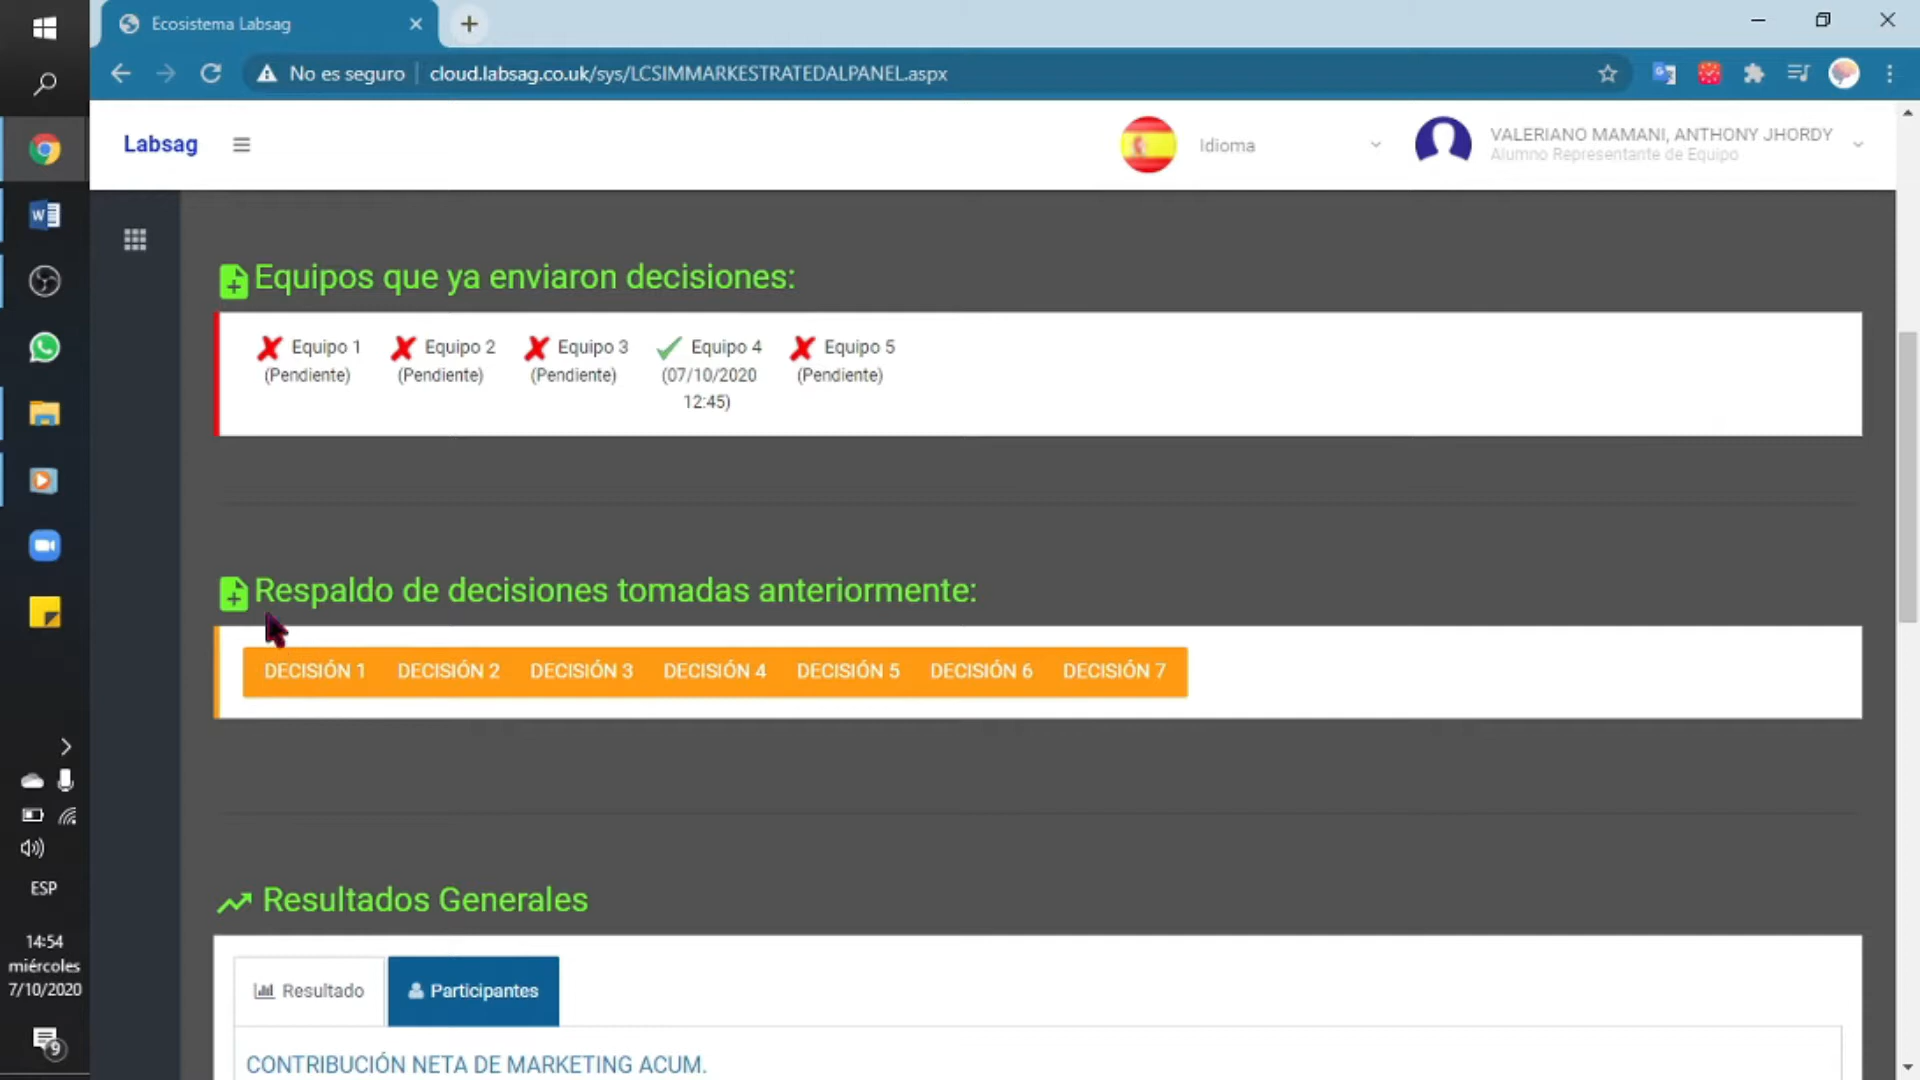 Ecosistema Labsag
No es seguro
cloud.labsag.co.uk/sys/LCSIMMARKESTRATEDALPANEL.aspx
Labsag
Idioma
VALERIANO MAMANI, ANTHONY JHORDY
Alumno Representante de Equipo
Equipos que ya enviaron decisiones:
Equipo 1
(Pendiente)
Equipo 2
(Pendiente)
Equipo 3
(Pendiente)
Equipo 4
(07/10/2020
12:45)
Equipo 5
(Pendiente)
Respaldo de decisiones tomadas anteriormente:
DECISIÓN 1 DECISIÓN 2 DECISIÓN 3 DECISIÓN 4 DECISIÓN 5 DECISIÓN 6 DECISIÓN 7
Resultados Generales
Resultado
Participantes
CONTRIBUCIÓN NETA DE MARKETING ACUM.
ESP
14:54
miércoles
7/10/2020
9